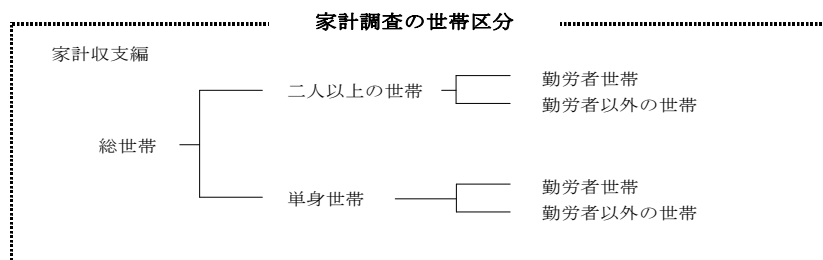 家計調査の世帯区分
家計収支編
二人以上の世帯
勤労者世帯
勤労者以外の世帯
総世帯
単身世帯
勤労者世帯
勤労者以外の世帯